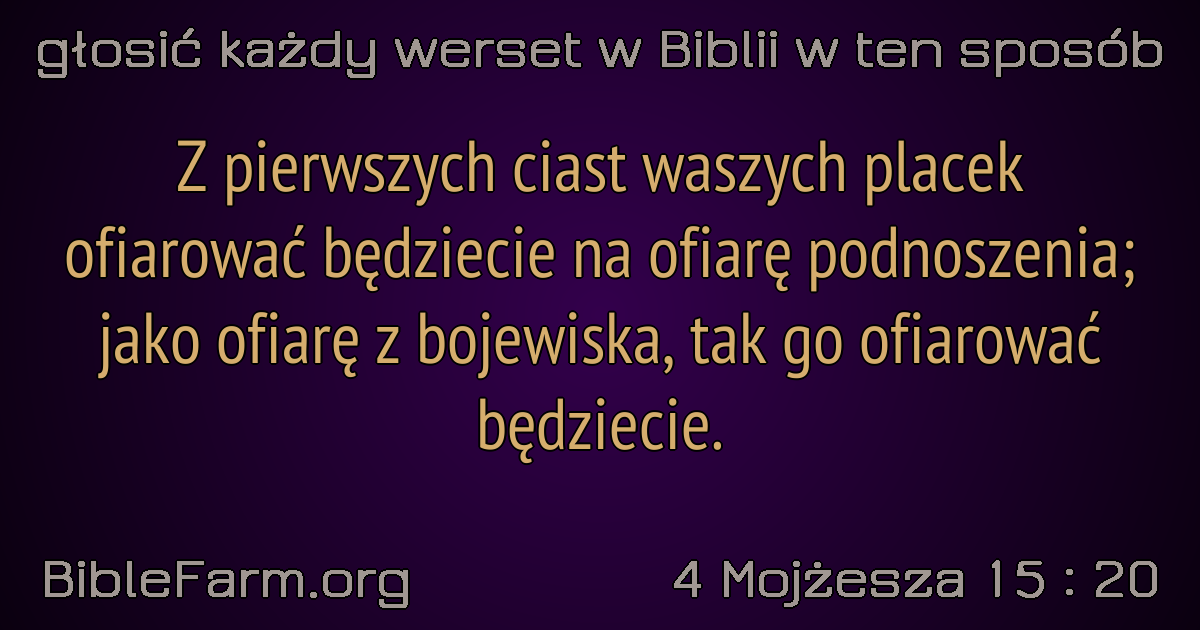 głosić każdy werset w Biblii w ten sposób
Z pierwszych ciast waszych placek
ofiarować będziecie na ofiarę podnoszenia;
jako ofiarę z bojewiska, tak go ofiarować
będziecie.
BibleFarm.org
4 Mojżesza 15 : 20